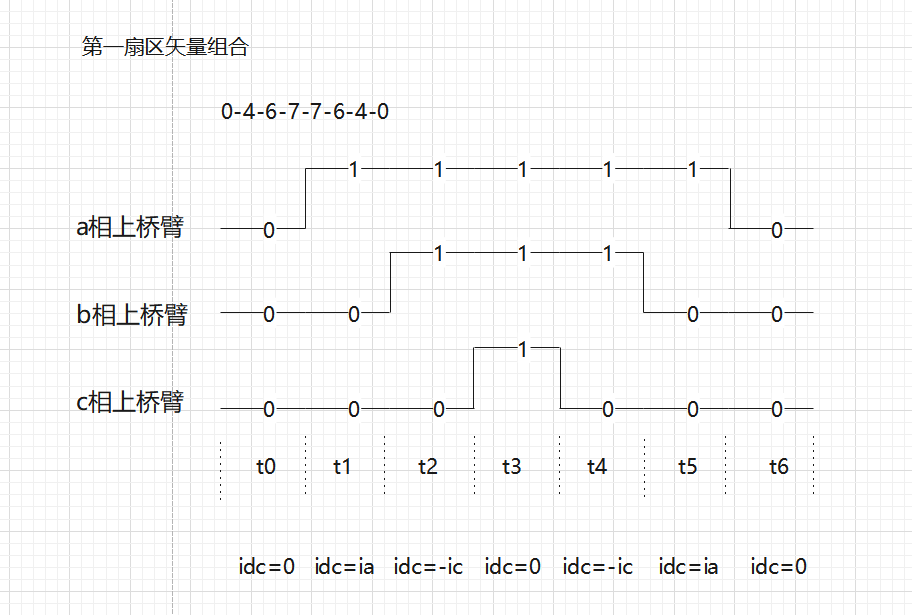 第一扇区矢量组合
0-4-6-7-7-6-4-0
a相上桥臂 0 1 1 1 1 1 0
b相上桥臂 0 0 1 1 1 0 0
c相上桥臂 0 0 0 1 0 0 0
t0 t1 t2 t3 t4 t5 t6
idc=0 idc=ia idc=-ic idc=0 idc=-ic idc=ia idc=0